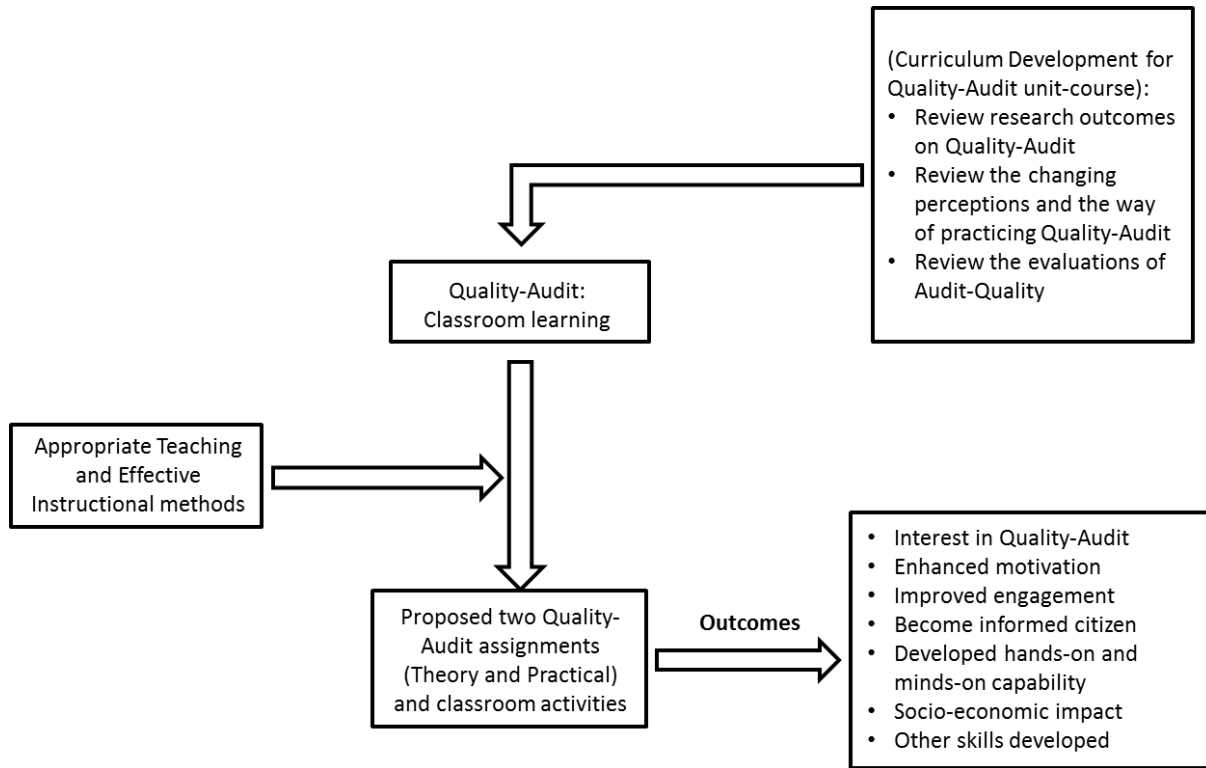 (Curriculum Development for
Quality-Audit unit-course):
• Review research outcomes
on Quality-Audit
• Review the changing
perceptions and the way
of practicing Quality-Audit
• Review the evaluations of
Audit-Quality
Quality-Audit:
Classroom learning
Appropriate Teaching
and Effective
Instructional methods
Proposed two Quality-
Audit assignments
(Theory and Practical)
and classroom activities
Outcomes
• Interest in Quality-Audit
• Enhanced motivation
• Improved engagement
• Become informed citizen
• Developed hands-on and
minds-on capability
• Socio-economic impact
• Other skills developed